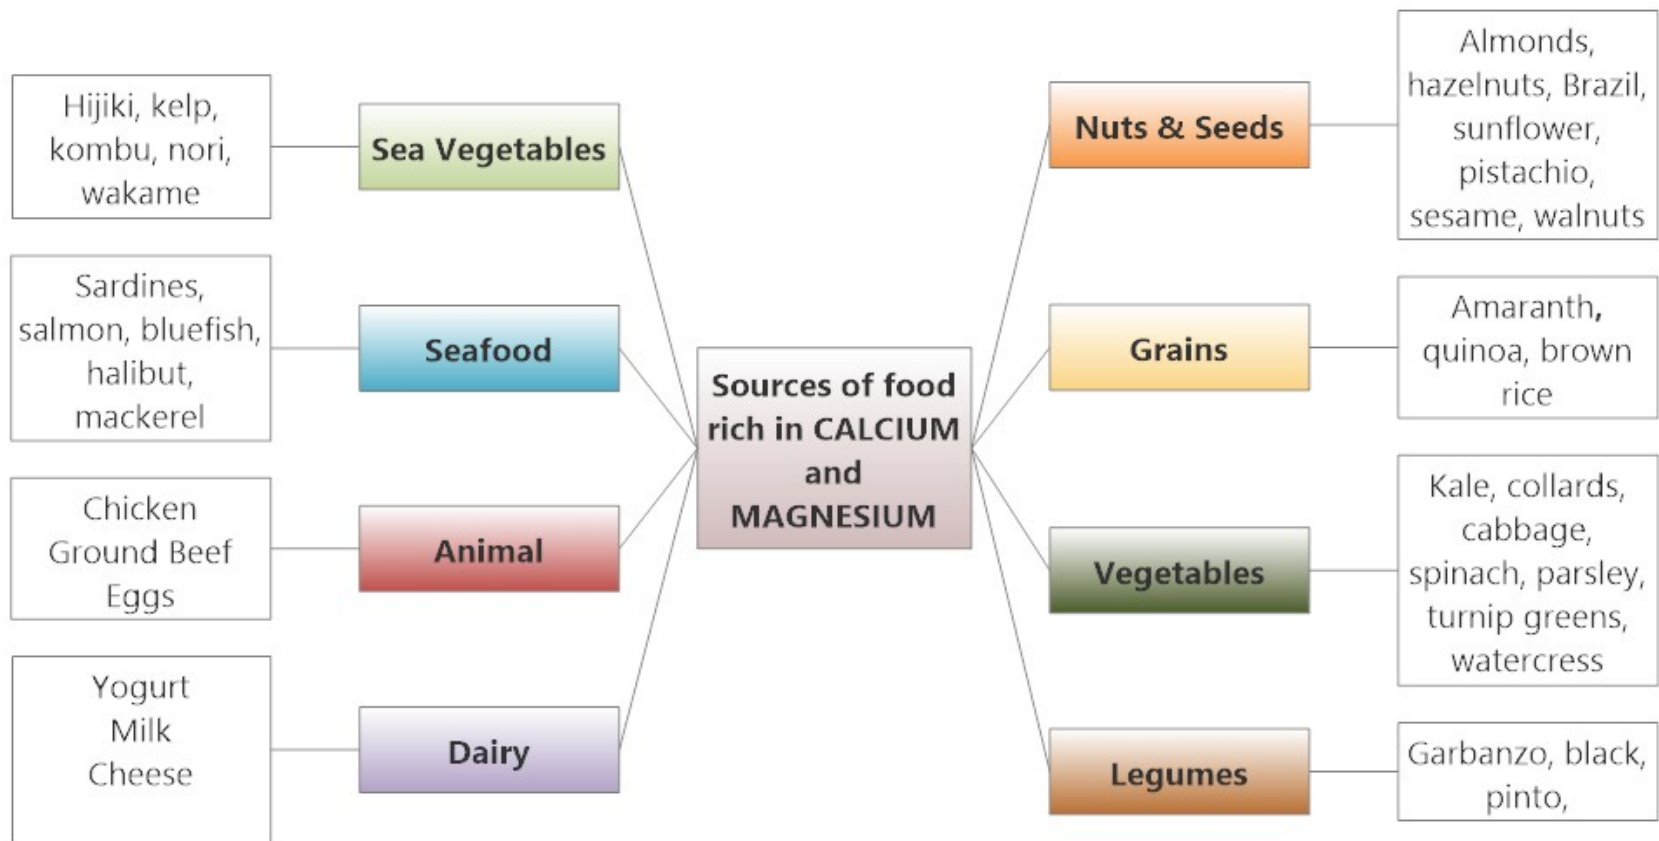 Hijiki, kelp,
kombu, nori,
wakame
Sea Vegetables
Sardines,
salmon, bluefish,
halibut,
mackerel
Seafood
Chicken
Ground Beef
Eggs
Animal
Yogurt
Milk
Cheese
Dairy
Sources of food
rich in CALCIUM
and
MAGNESIUM
Nuts & Seeds
Almonds,
hazelnuts, Brazil,
sunflower,
pistachio,
sesame, walnuts
Grains
Amaranth,
quinoa, brown
rice
Vegetables
Kale, collards,
cabbage,
spinach, parsley,
turnip greens,
watercress
Legumes
Garbanzo, black,
pinto,